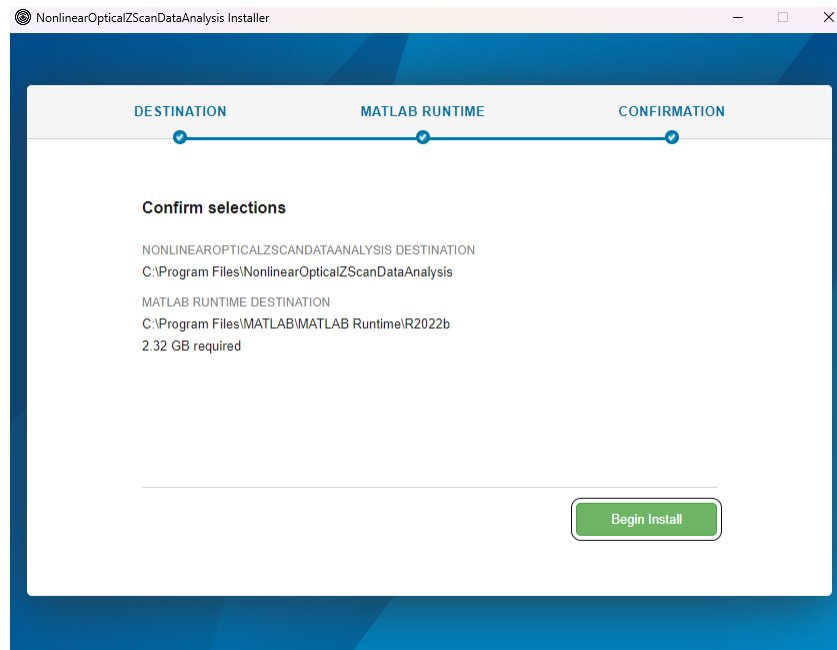 NonlinearOpticalZScanDataAnalysis Installer
DESTINATION
MATLAB RUNTIME
CONFIRMATION
Confirm selections
NONLINEAROPTICALZSCANDATAANALYSIS DESTINATION
C:\Program Files\NonlinearOpticalZScanDataAnalysis
MATLAB RUNTIME DESTINATION
C:\Program Files\MATLAB\MATLAB Runtime\R2022b
2.32 GB required
Begin Install